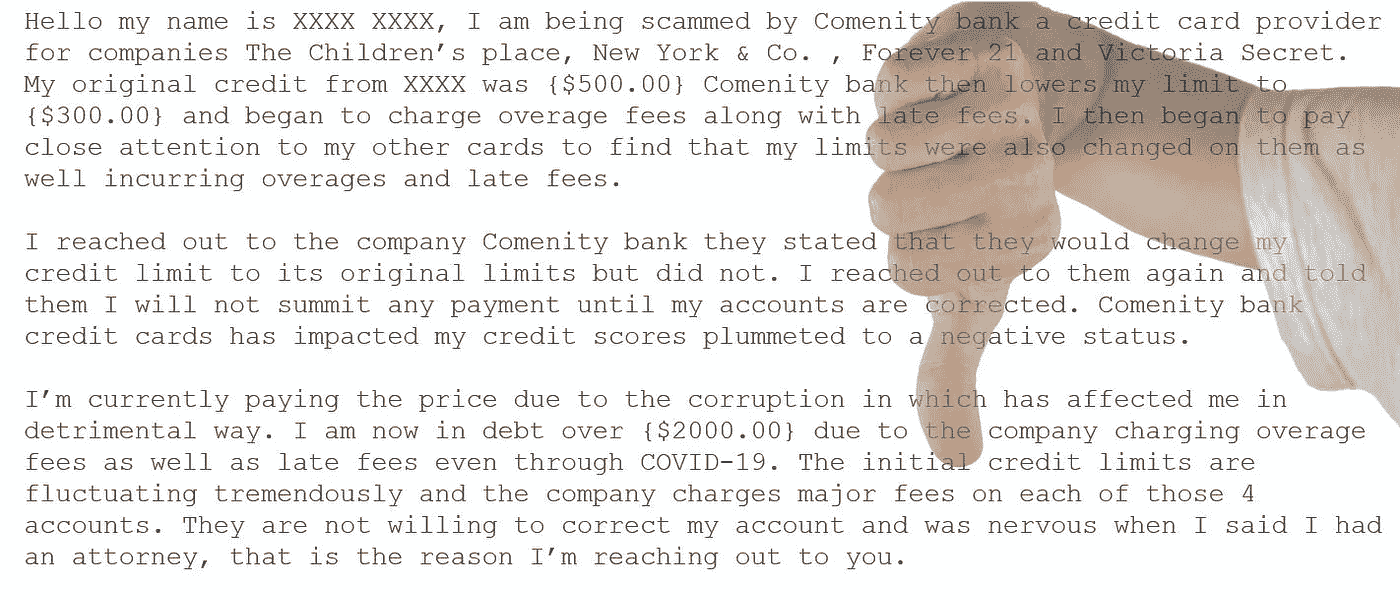 Hello my name is XXXX XXXX, I am being scammed by Comenity bank a credit card provider
for companies The Children’s place, New York & Co. , Forever 21 and Victoria Secret.
My original credit from XXXX was {$500.00} Comenity bank then lowers my limit to
{$300.00} and began to charge overage fees along with late fees. I then began to pay
close attention to my other cards to find that my limits were also changed on them as
well incurring overages and late fees.
I reached out to the company Comenity bank they stated that they would change my
credit limit to its original limits but did not. I reached out to them again and told
them I will not summit any payment until my accounts are corrected. Comenity bank
credit cards has impacted my credit scores plummeted to a negative status.
I’m currently paying the price due to the corruption in which has affected me in
detrimental way. I am now in debt over {$2000.00} due to the company charging overage
fees as well as late fees even through COVID-19. The initial credit limits are
fluctuating tremendously and the company charges major fees on each of those 4
accounts. They are not willing to correct my account and was nervous when I said I had
an attorney, that is the reason I’m reaching out to you.